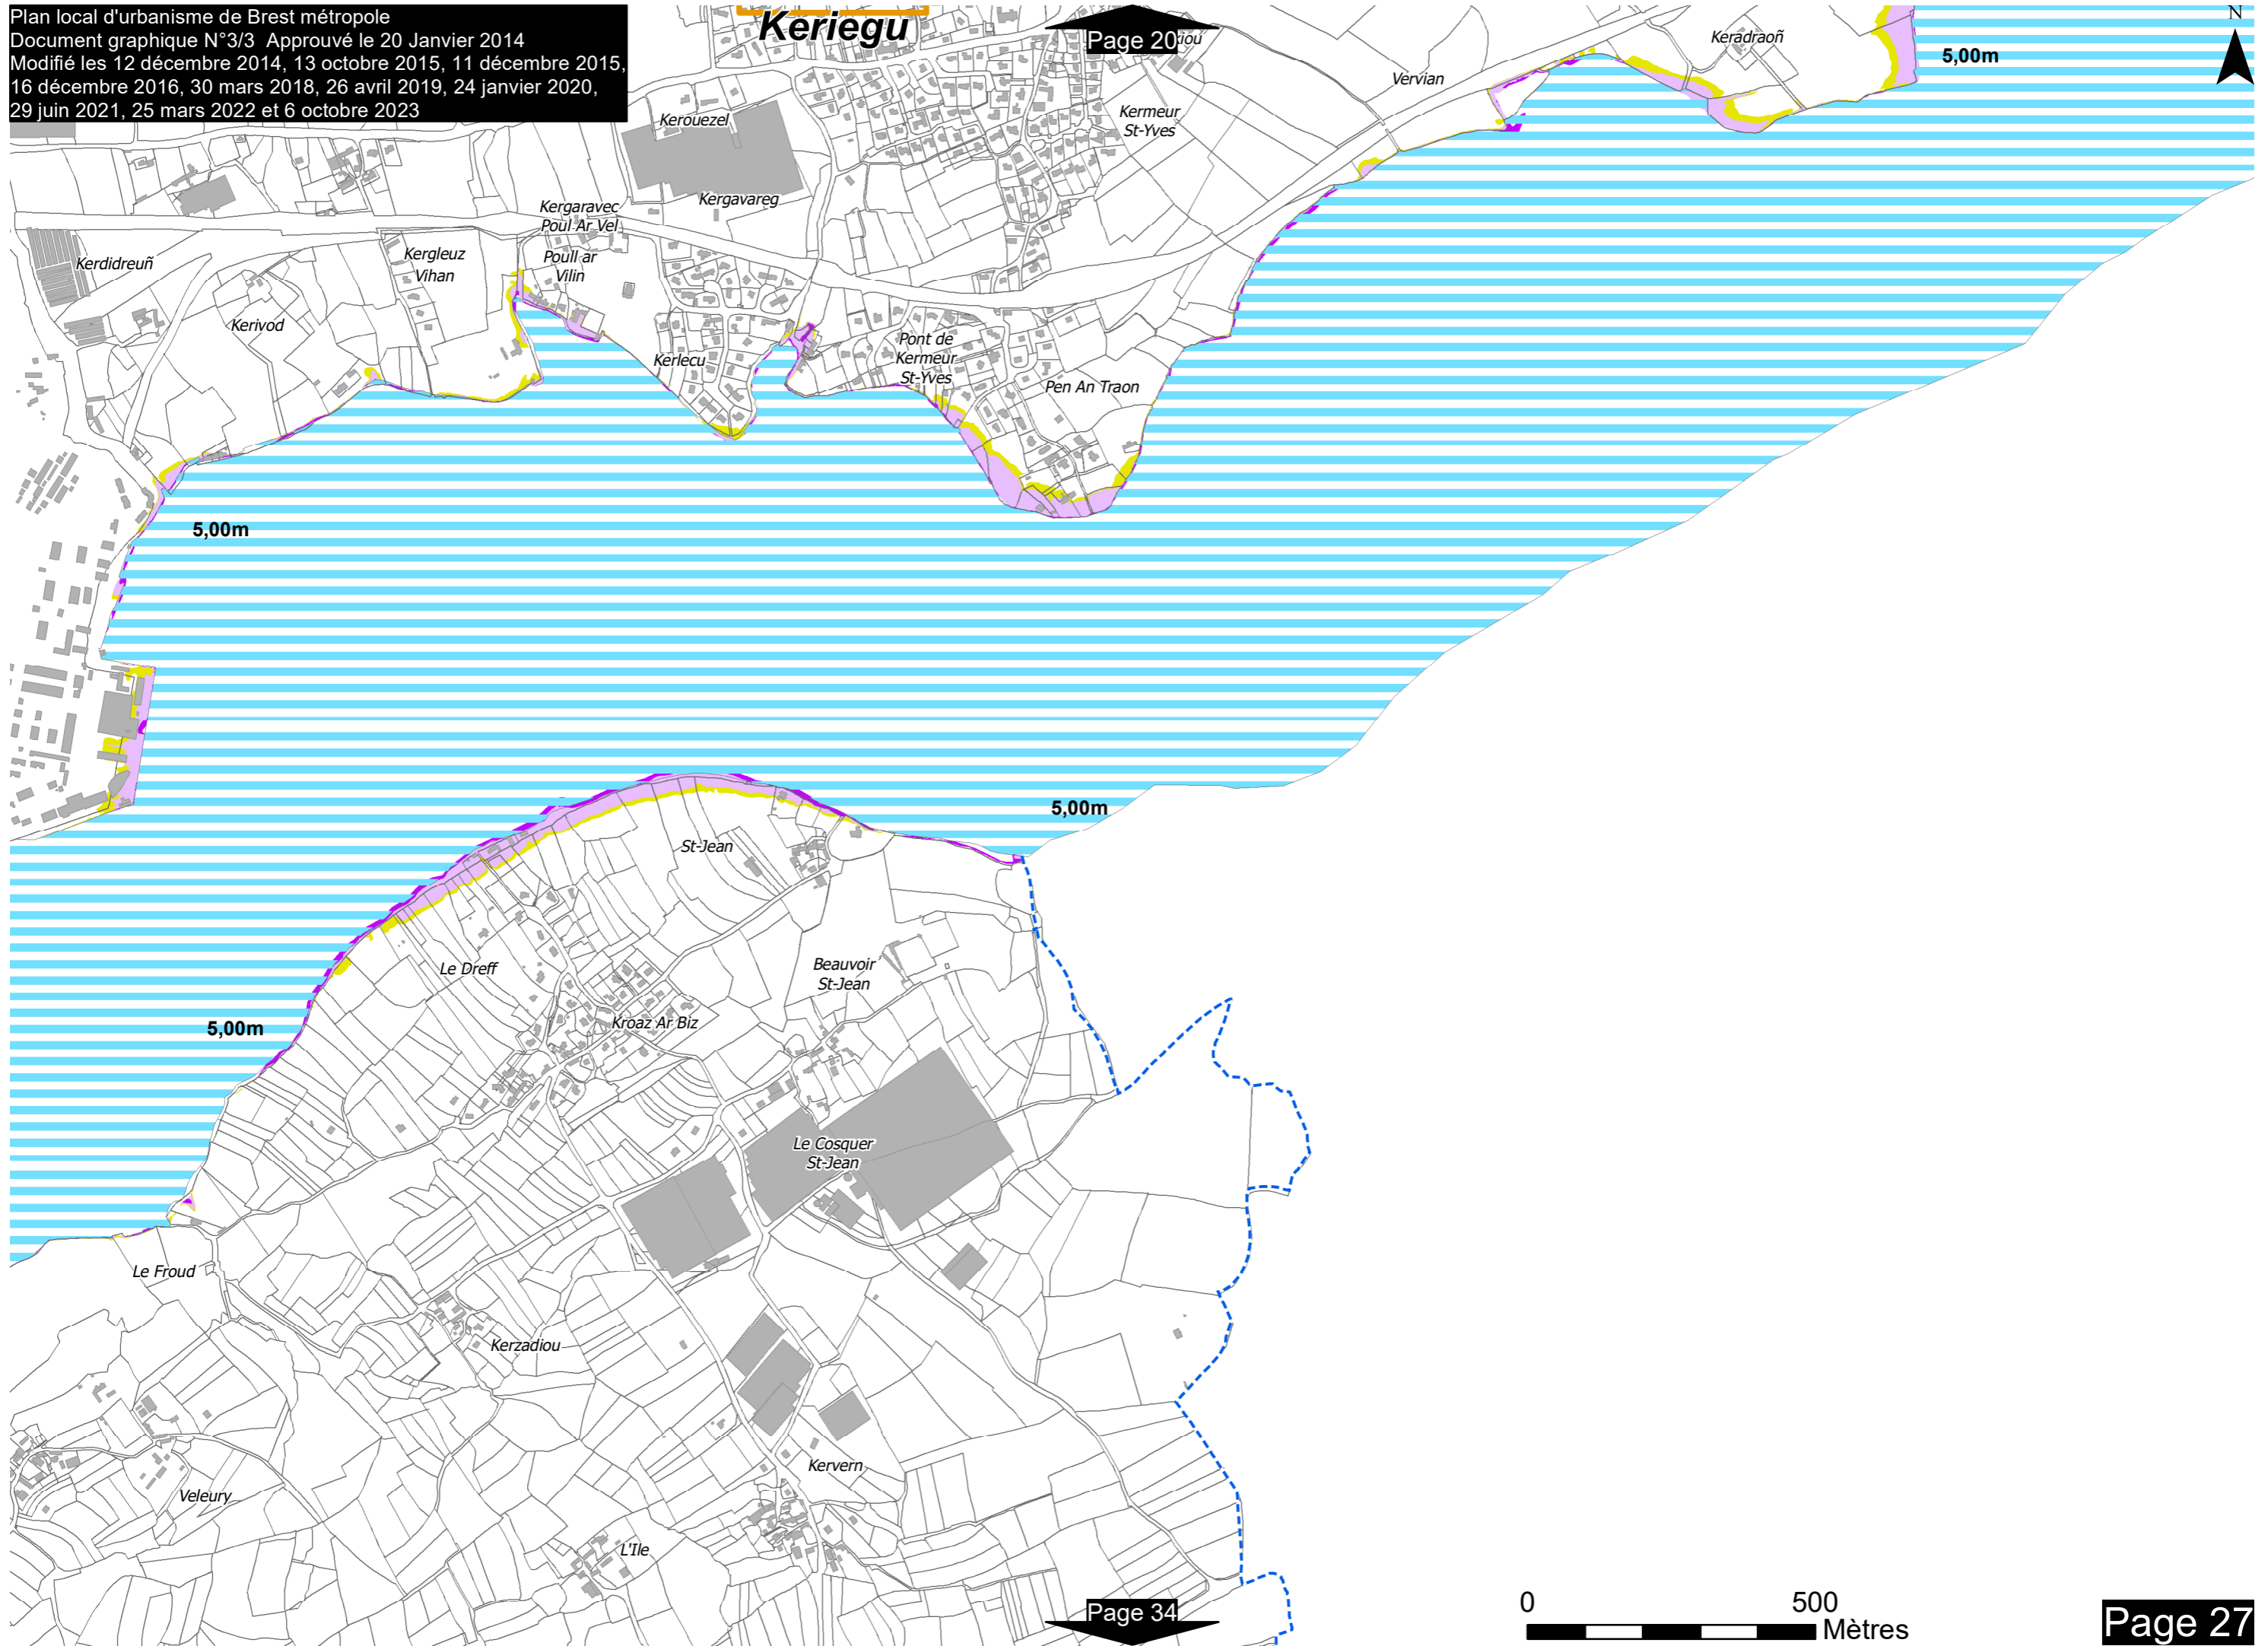 Plan local d'urbanisme de Brest métropole
Document graphique N°3/3 Approuvé le 20 Janvier 2014
Modifié les 12 décembre 2014, 13 octobre 2015, 11 décembre 2015,
16 décembre 2016, 30 mars 2018, 26 avril 2019, 24 janvier 2020,
29 juin 2021, 25 mars 2022 et 6 octobre 2023
Keriegu
Page 20
N
Keradraoñ
5,00m
Vervian
Kerouezel
Kermeur
St-Yves
Kergavareg
Kergaravec
Poul Ar Vel
Kerdidreuñ
Kergleuz
Vihan
Poull ar
Vilin
Kerivod
Kerlecu
Pont de
Kermeur
St-Yves
Pen An Traon
5,00m
5,00m
St-Jean
Le Dreff
Beauvoir
St-Jean
5,00m
Kroaz Ar Biz
Le Cosquer
St-Jean
Le Froud
Kerzadiou
Kervern
Veleury
L'Ile
Page 34
0 500
Mètres
Page 27